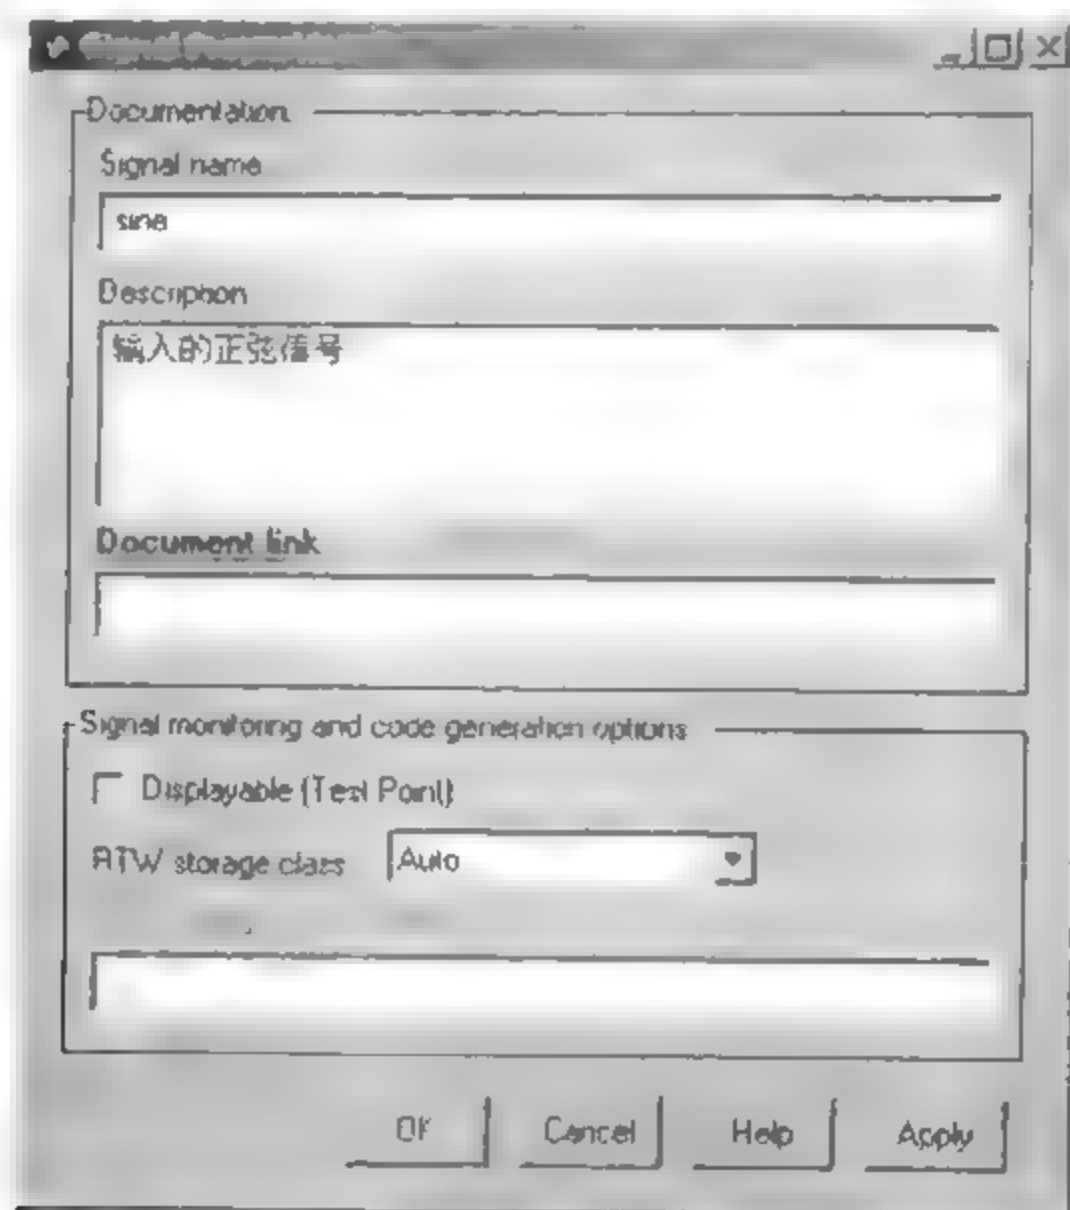 Documentation
Signal name
sine
Description
输入的正弦信号
Document link
Signal monitoring and code generation options
Displayable (Test Point)
RTW storage class
Auto
OK
Cancel
Help
Apply